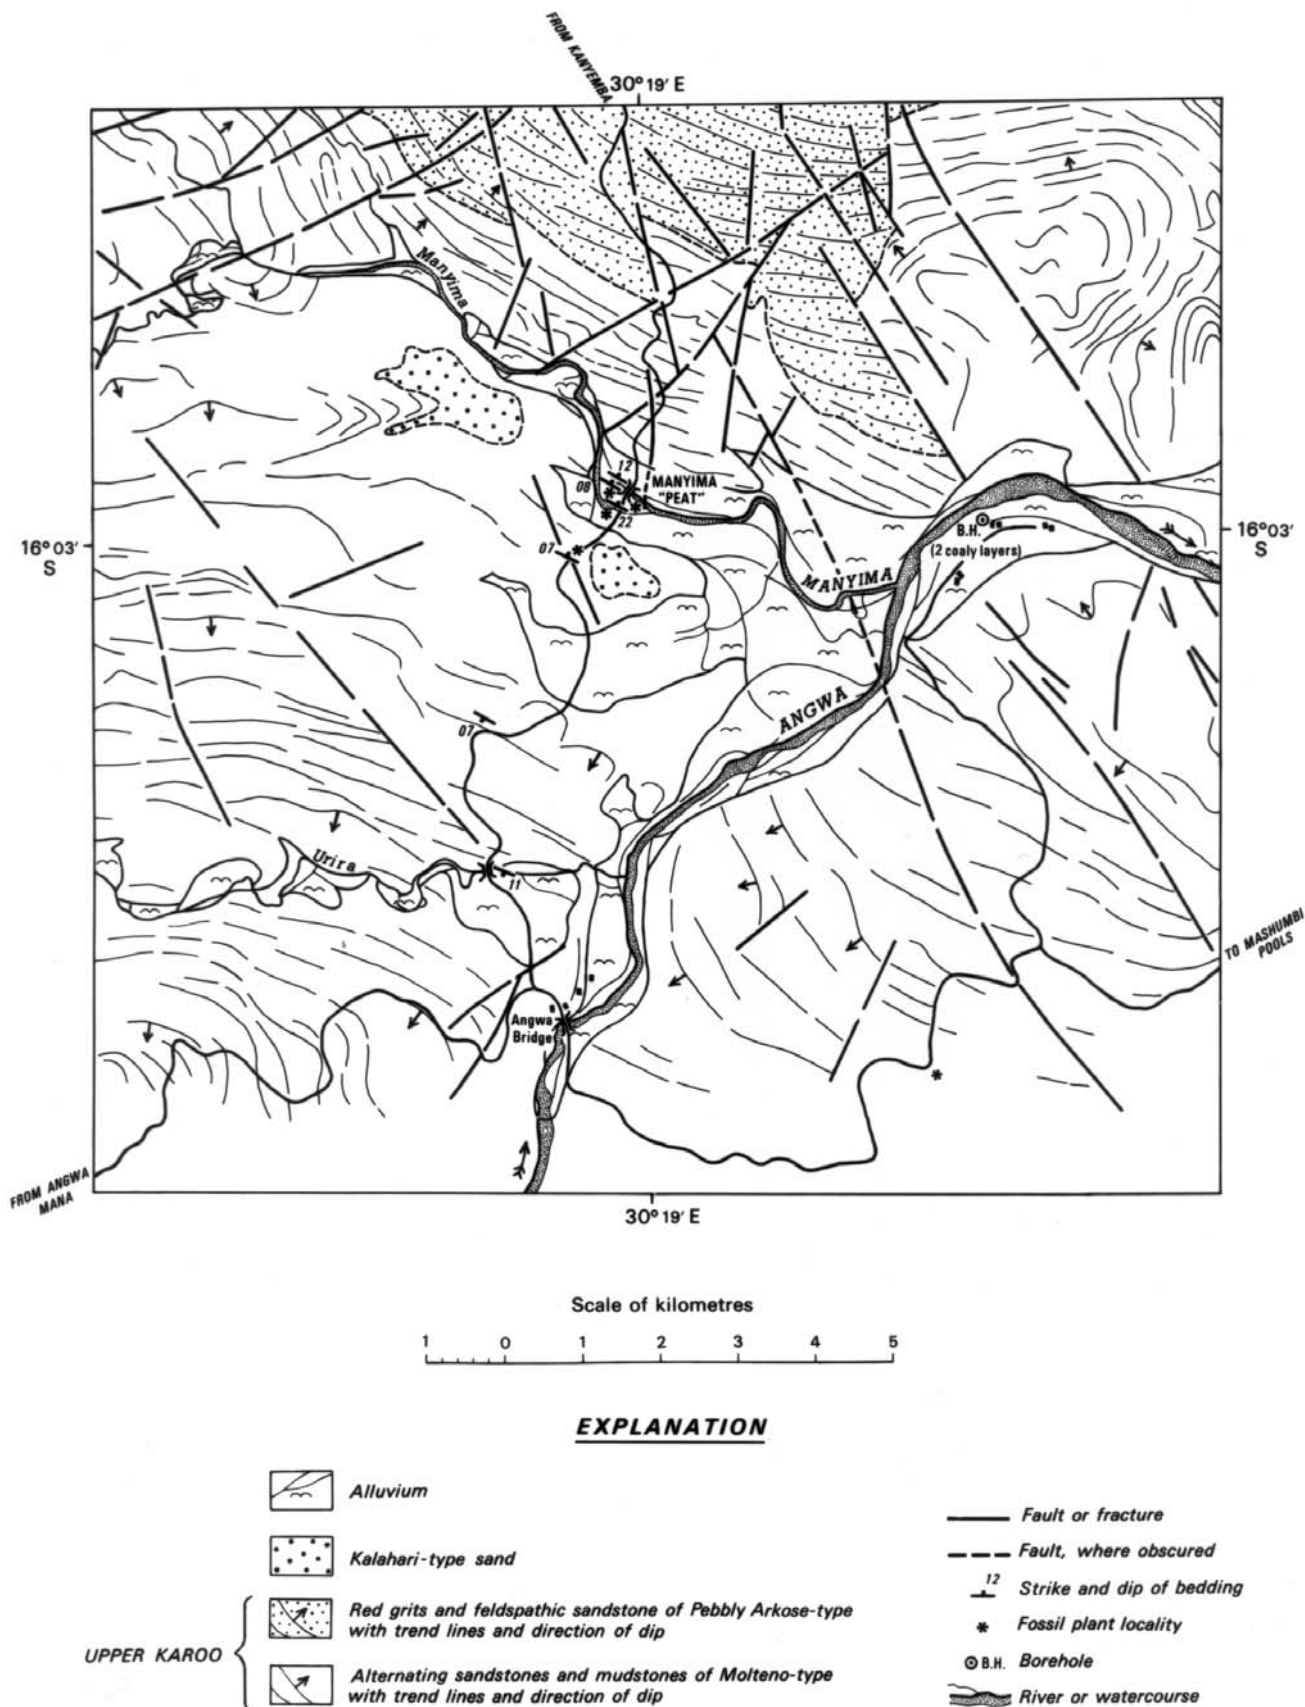 FROM KANYEMBA
30° 19′ E
Manyima
12
08
MANYIMA
"PEAT"
22
07
16° 03′
S
B.H.
(2 coaly layers)
16° 03′
S
MANYIMA
ANGWA
07
Urira
11
TO MASHUMBI
POOLS
Angwa
Bridge
FROM ANGWA
MANA
30° 19′ E
Scale of kilometres
1 0 1 2 3 4 5
EXPLANATION
Alluvium
Kalahari-type sand
UPPER KAROO
Red grits and feldspathic sandstone of Pebbly Arkose-type
with trend lines and direction of dip
Alternating sandstones and mudstones of Molteno-type
with trend lines and direction of dip
Fault or fracture
Fault, where obscured
12
Strike and dip of bedding
Fossil plant locality
B.H. Borehole
River or watercourse